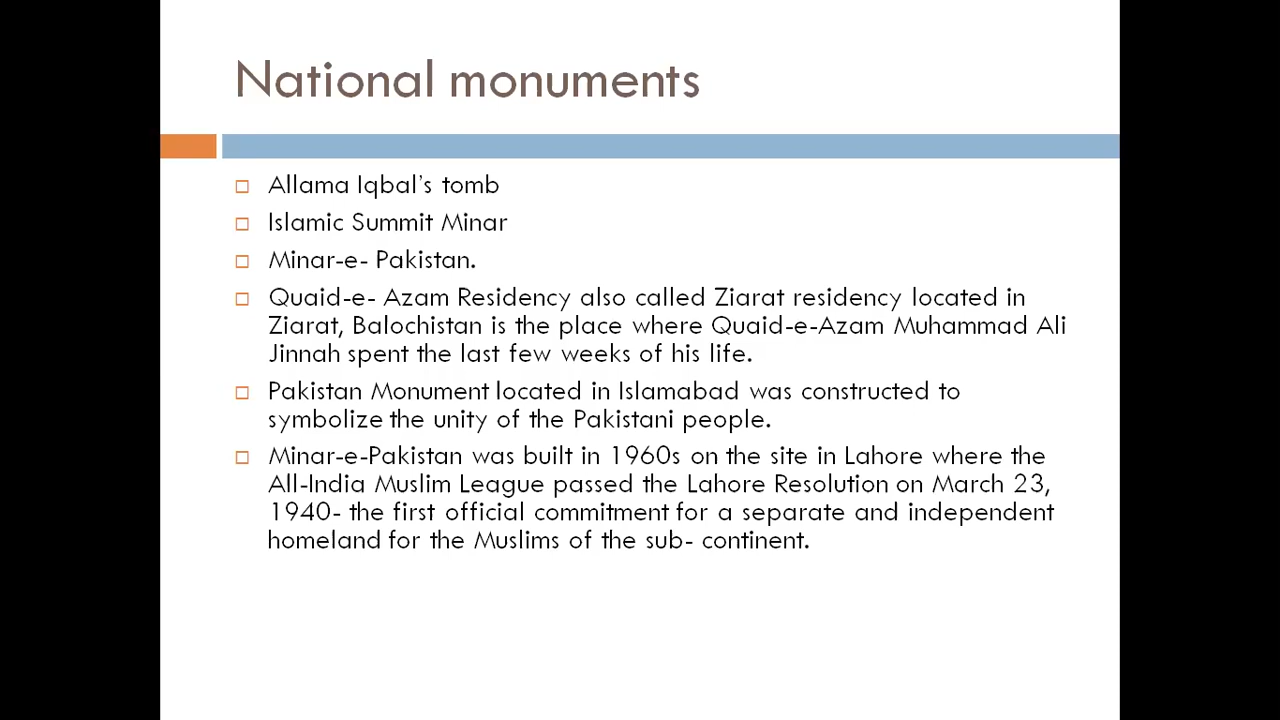 National monuments
Allama Iqbal's tomb
Islamic Summit Minar
Minar-e- Pakistan.
Quaid-e- Azam Residency also called Ziarat residency located in
Ziarat, Balochistan is the place where Quaid-e-Azam Muhammad Ali
Jinnah spent the last few weeks of his life.
Pakistan Monument located in Islamabad was constructed to
symbolize the unity of the Pakistani people.
Minar-e-Pakistan was built in 1960s on the site in Lahore where the
All-India Muslim League passed the Lahore Resolution on March 23,
1940- the first official commitment for a separate and independent
homeland for the Muslims of the sub- continent.